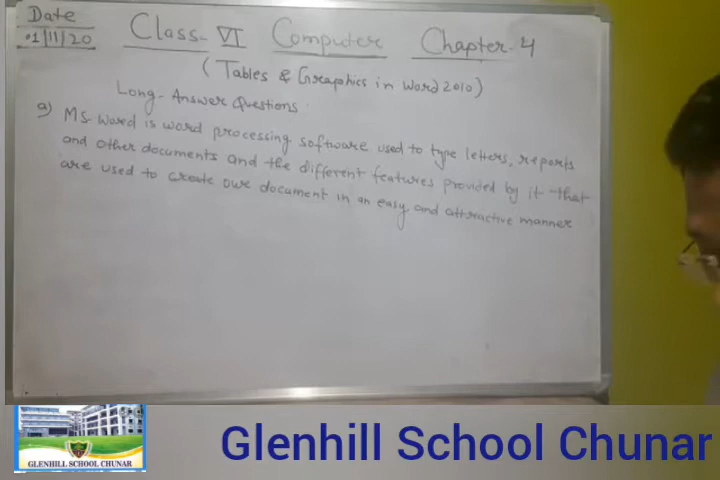 Date
01/11/20
Class-VI Computer Chapter-4
(Tables & Graphics in Word 2010)
Long-Answer Questions
a) MS-Word is word processing software used to type letters, reports
and other documents and the different features provided by it that
are used to create our document in an easy and attractive manner
GLENHILL SCHOOL CHUNAR
Glenhill School Chunar